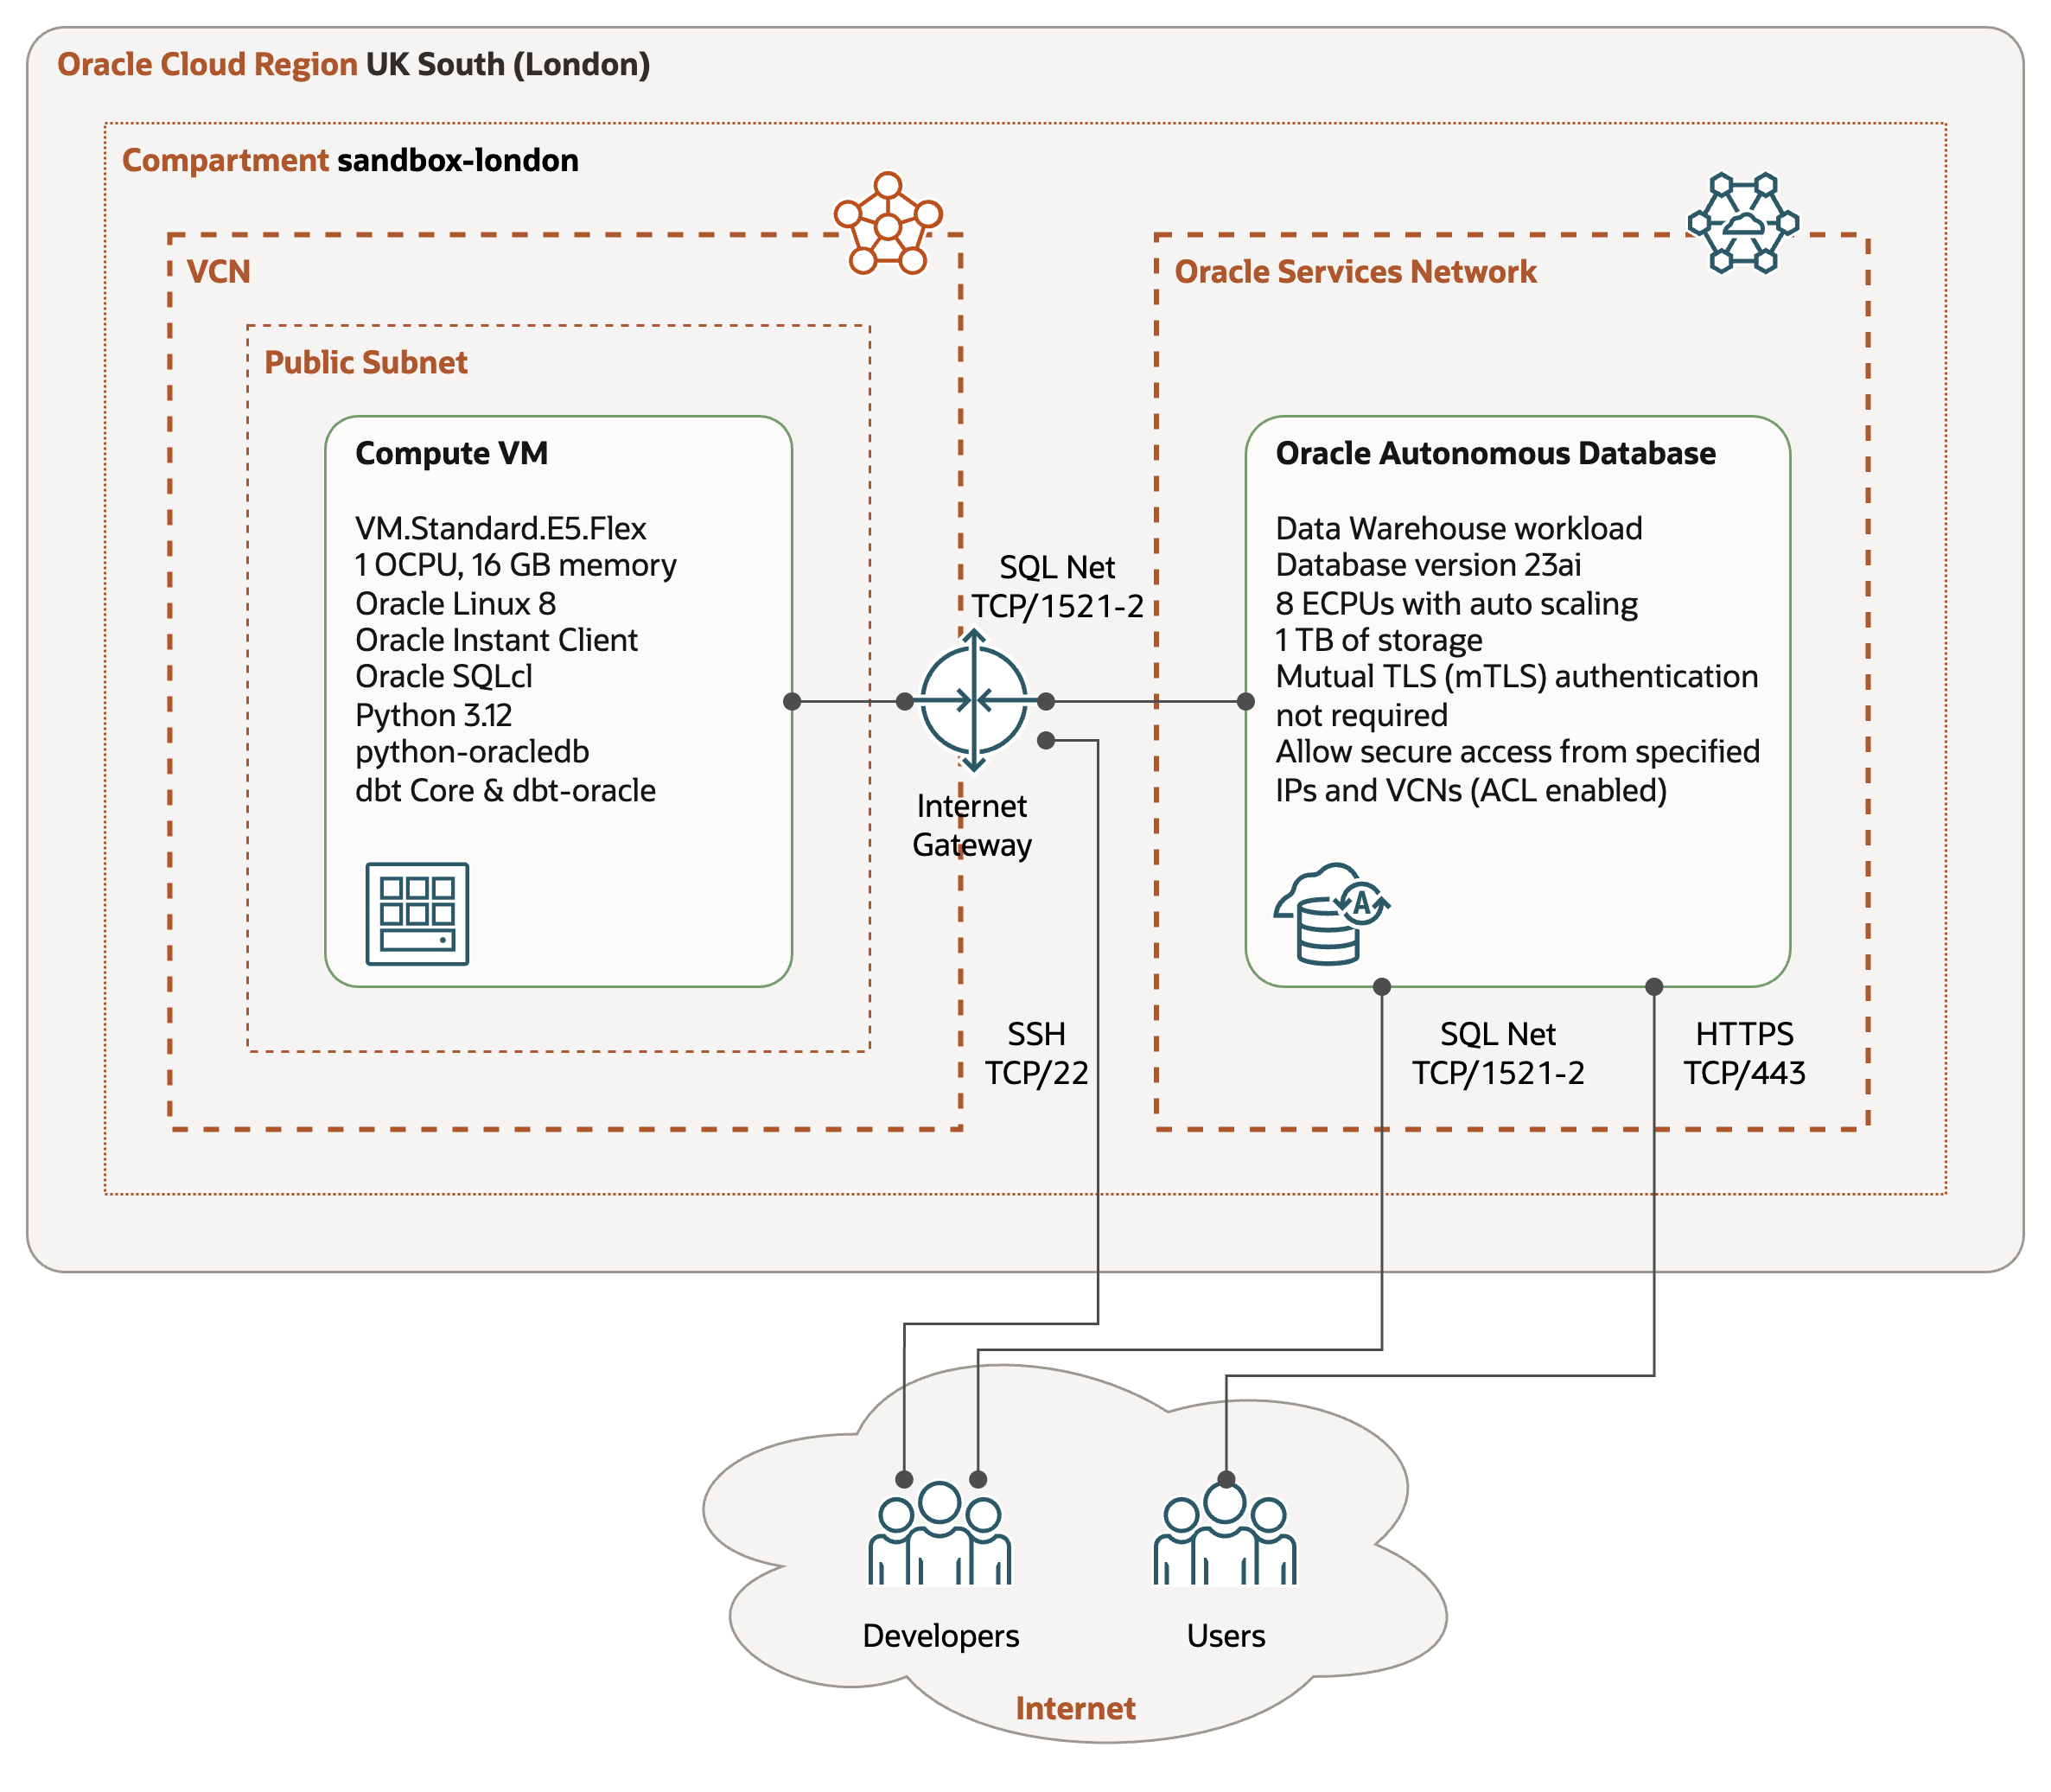 Oracle Cloud Region UK South (London)
Compartment sandbox-london
VCN
Oracle Services Network
Public Subnet
Compute VM
VM.Standard.E5.Flex
1 OCPU, 16 GB memory
Oracle Linux 8
Oracle Instant Client
Oracle SQLcl
Python 3.12
python-oracledb
dbt Core & dbt-oracle
SQL Net
TCP/1521-2
Internet
Gateway
Oracle Autonomous Database
Data Warehouse workload
Database version 23ai
8 ECPUs with auto scaling
1 TB of storage
Mutual TLS (mTLS) authentication
not required
Allow secure access from specified
IPs and VCNs (ACL enabled)
A
SSH
TCP/22
SQL Net
TCP/1521-2
HTTPS
TCP/443
Developers
Users
Internet